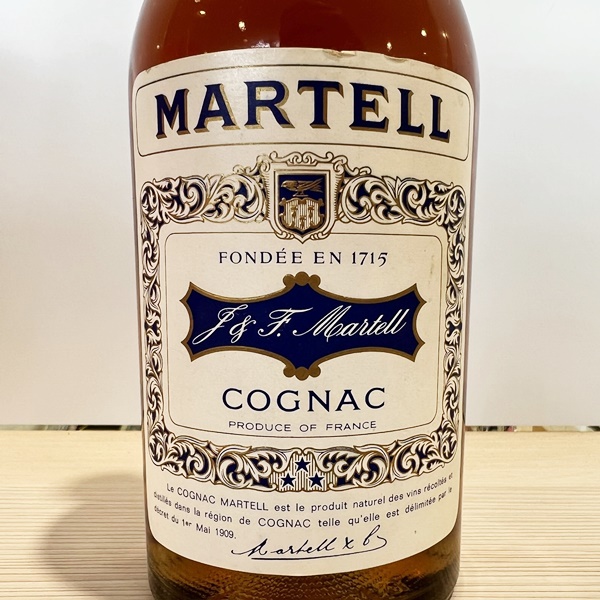 MARTELL
FONDÉE EN 1715
J & F. Martell
COGNAC
PRODUCE OF FRANCE
Le COGNAC MARTELL est le produit naturel des vins récoltés et
distillés dans la région de COGNAC telle qu'elle est délimitée par le
décret du 1er Mai 1909.
Martell & Co